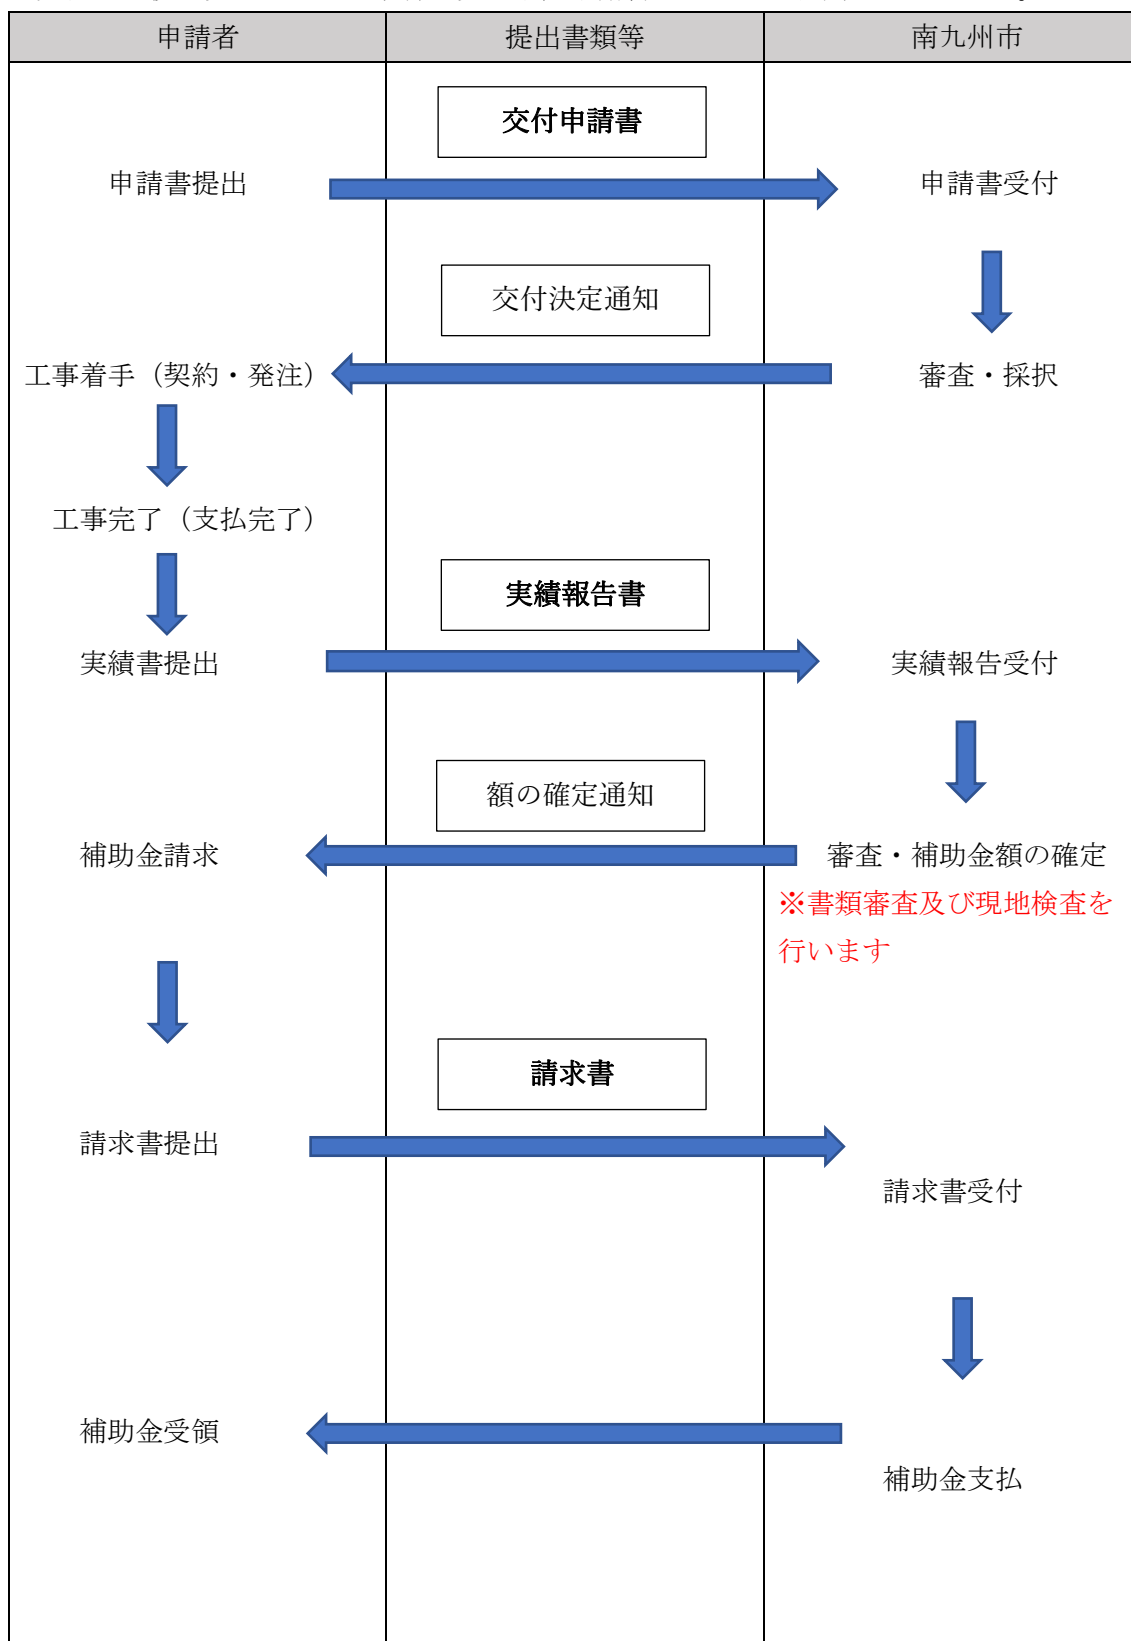 申請者 提出書類等 南九州市
交付申請書
申請書提出 申請書受付
交付決定通知
工事着手（契約・発注） 審査・採択
工事完了（支払完了）
実績報告書
実績書提出 実績報告受付
額の確定通知
補助金請求 審査・補助金額の確定
※書類審査及び現地検査を
行います
請求書
請求書提出
請求書受付
補助金受領
補助金支払